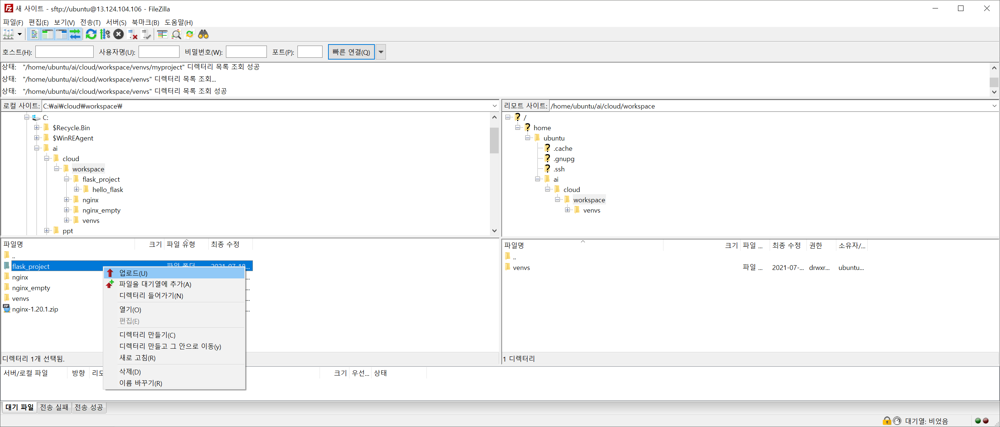 새 사이트 - sftp://ubuntu@13.124.104.106 - FileZilla
파일(F) 편집(E) 보기(V) 전송(T) 서버(S) 북마크(B) 도움말(H)
호스트(H): 사용자명(U): 비밀번호(W): 포트(P): 빠른 연결(Q)
상태: "/home/ubuntu/ai/cloud/workspace/venvs/myproject" 디렉터리 목록 조회 성공
상태: "/home/ubuntu/ai/cloud/workspace/venvs" 디렉터리 목록 조회...
상태: "/home/ubuntu/ai/cloud/workspace/venvs" 디렉터리 목록 조회 성공
로컬 사이트: C:₩ai₩cloud₩workspace₩
C:
$Recycle.Bin
$WinREAgent
ai
cloud
workspace
flask_project
hello_flask
nginx
nginx_empty
venvs
ppt
리모트 사이트: /home/ubuntu/ai/cloud/workspace
/
home
ubuntu
.cache
.gnupg
.ssh
ai
cloud
workspace
venvs
파일명 크기 파일 유형 최종 수정
..
flask_project 파일 폴더 2021-07-18...
nginx ...
nginx_empty ...
venvs ...
nginx-1.20.1.zip ...
디렉터리 1개 선택됨.
업로드(U)
파일을 대기열에 추가(A)
디렉터리 들어가기(N)
열기(O)
편집(E)
디렉터리 만들기(C)
디렉터리 만들고 그 안으로 이동(y)
새로 고침(R)
삭제(D)
이름 바꾸기(R)
파일명 크기 파일 ... 최종 수정 권한 소유자/...
..
venvs 파일 ... 2021-07-... drwxr... ubuntu...
1 디렉터리
서버/로컬 파일 방향 크기 우선... 상태
대기 파일 전송 실패 전송 성공
대기열: 비었음